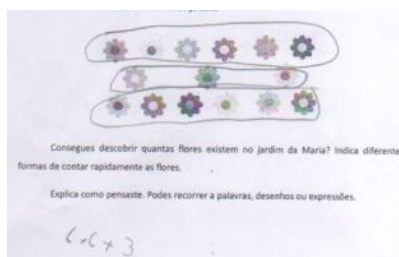 Consegues descobrir quantas flores existem no jardim da Maria? Indica diferente
formas de contar rapidamente as flores.
Explica como pensaste. Podes recorrer a palavras, desenhos ou expressões.
6+6+3